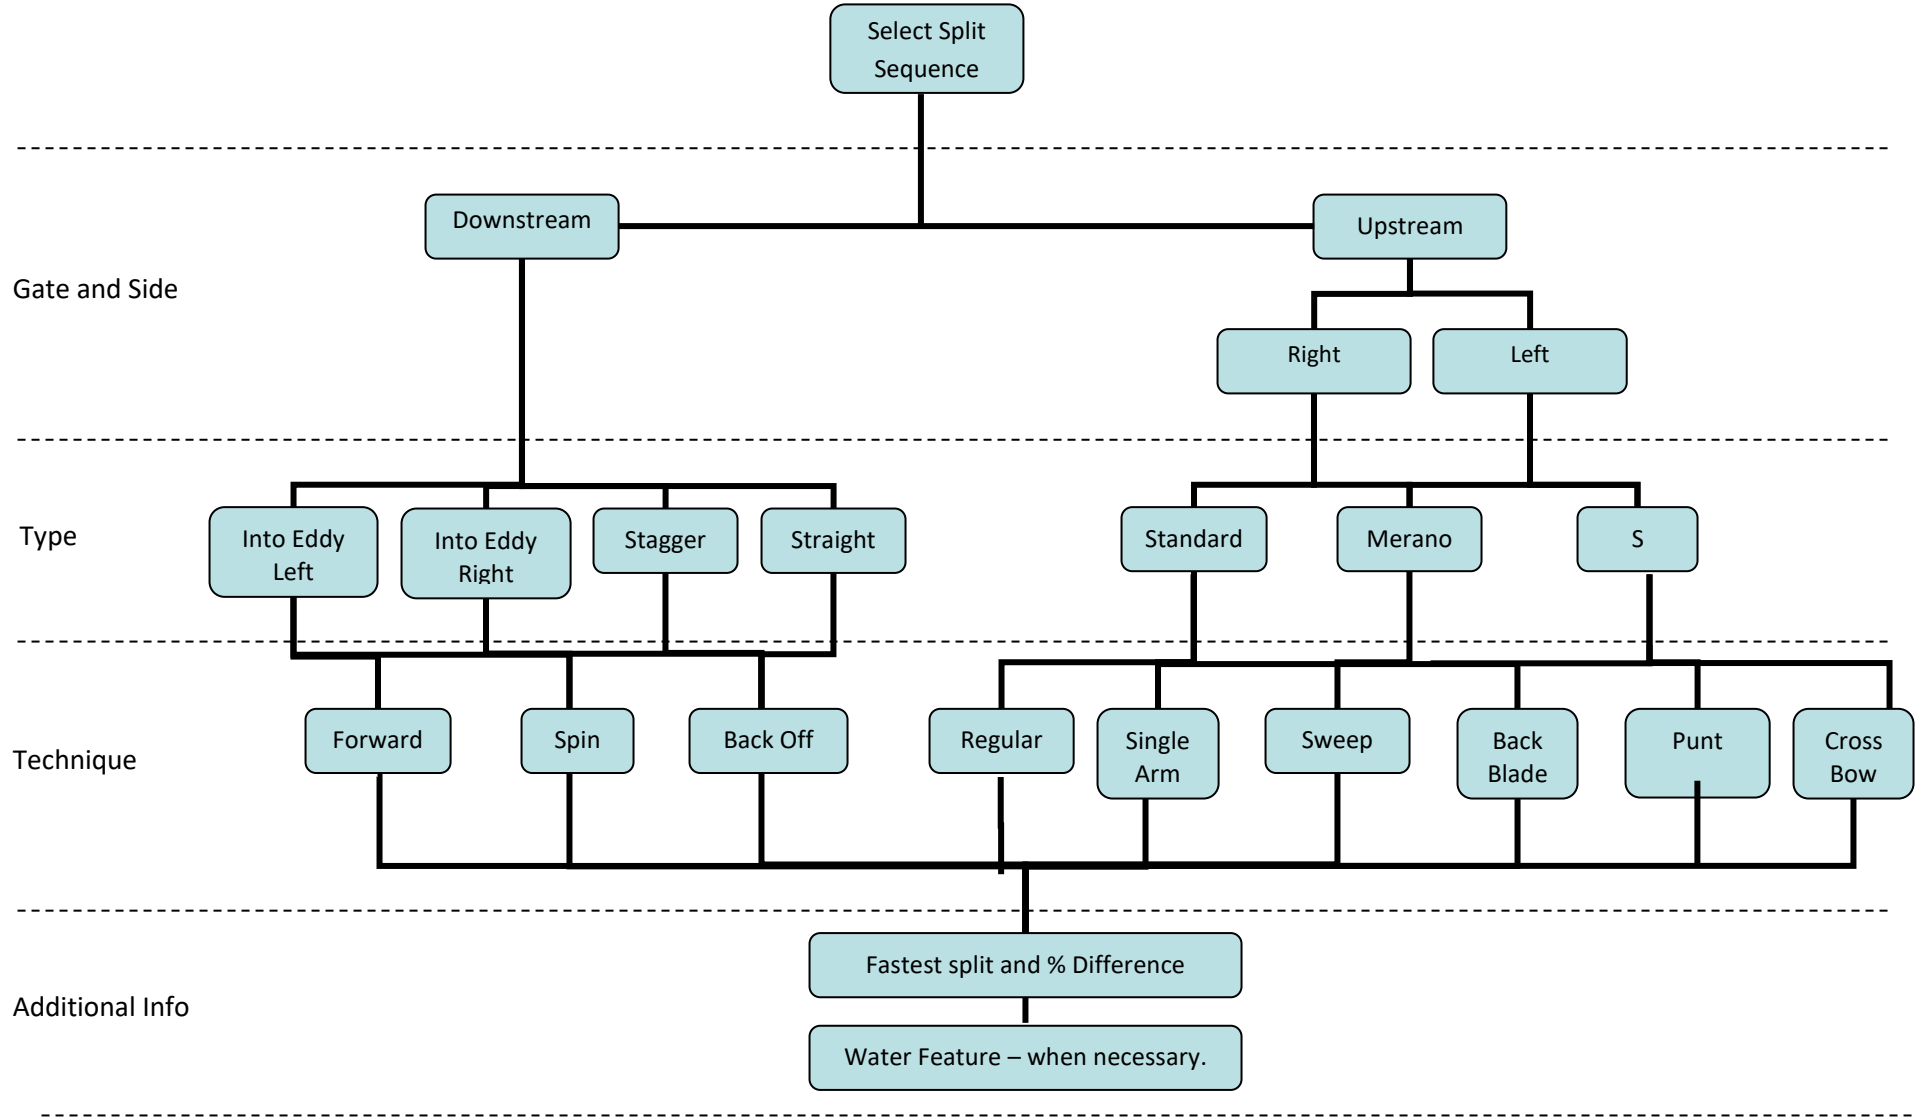 Select Split
Sequence
Downstream
Upstream
Gate and Side
Right
Left
Type
Into Eddy
Left
Into Eddy
Right
Stagger
Straight
Standard
Merano
S
Technique
Forward
Spin
Back Off
Regular
Single
Arm
Sweep
Back
Blade
Punt
Cross
Bow
Fastest split and % Difference
Additional Info
Water Feature – when necessary.